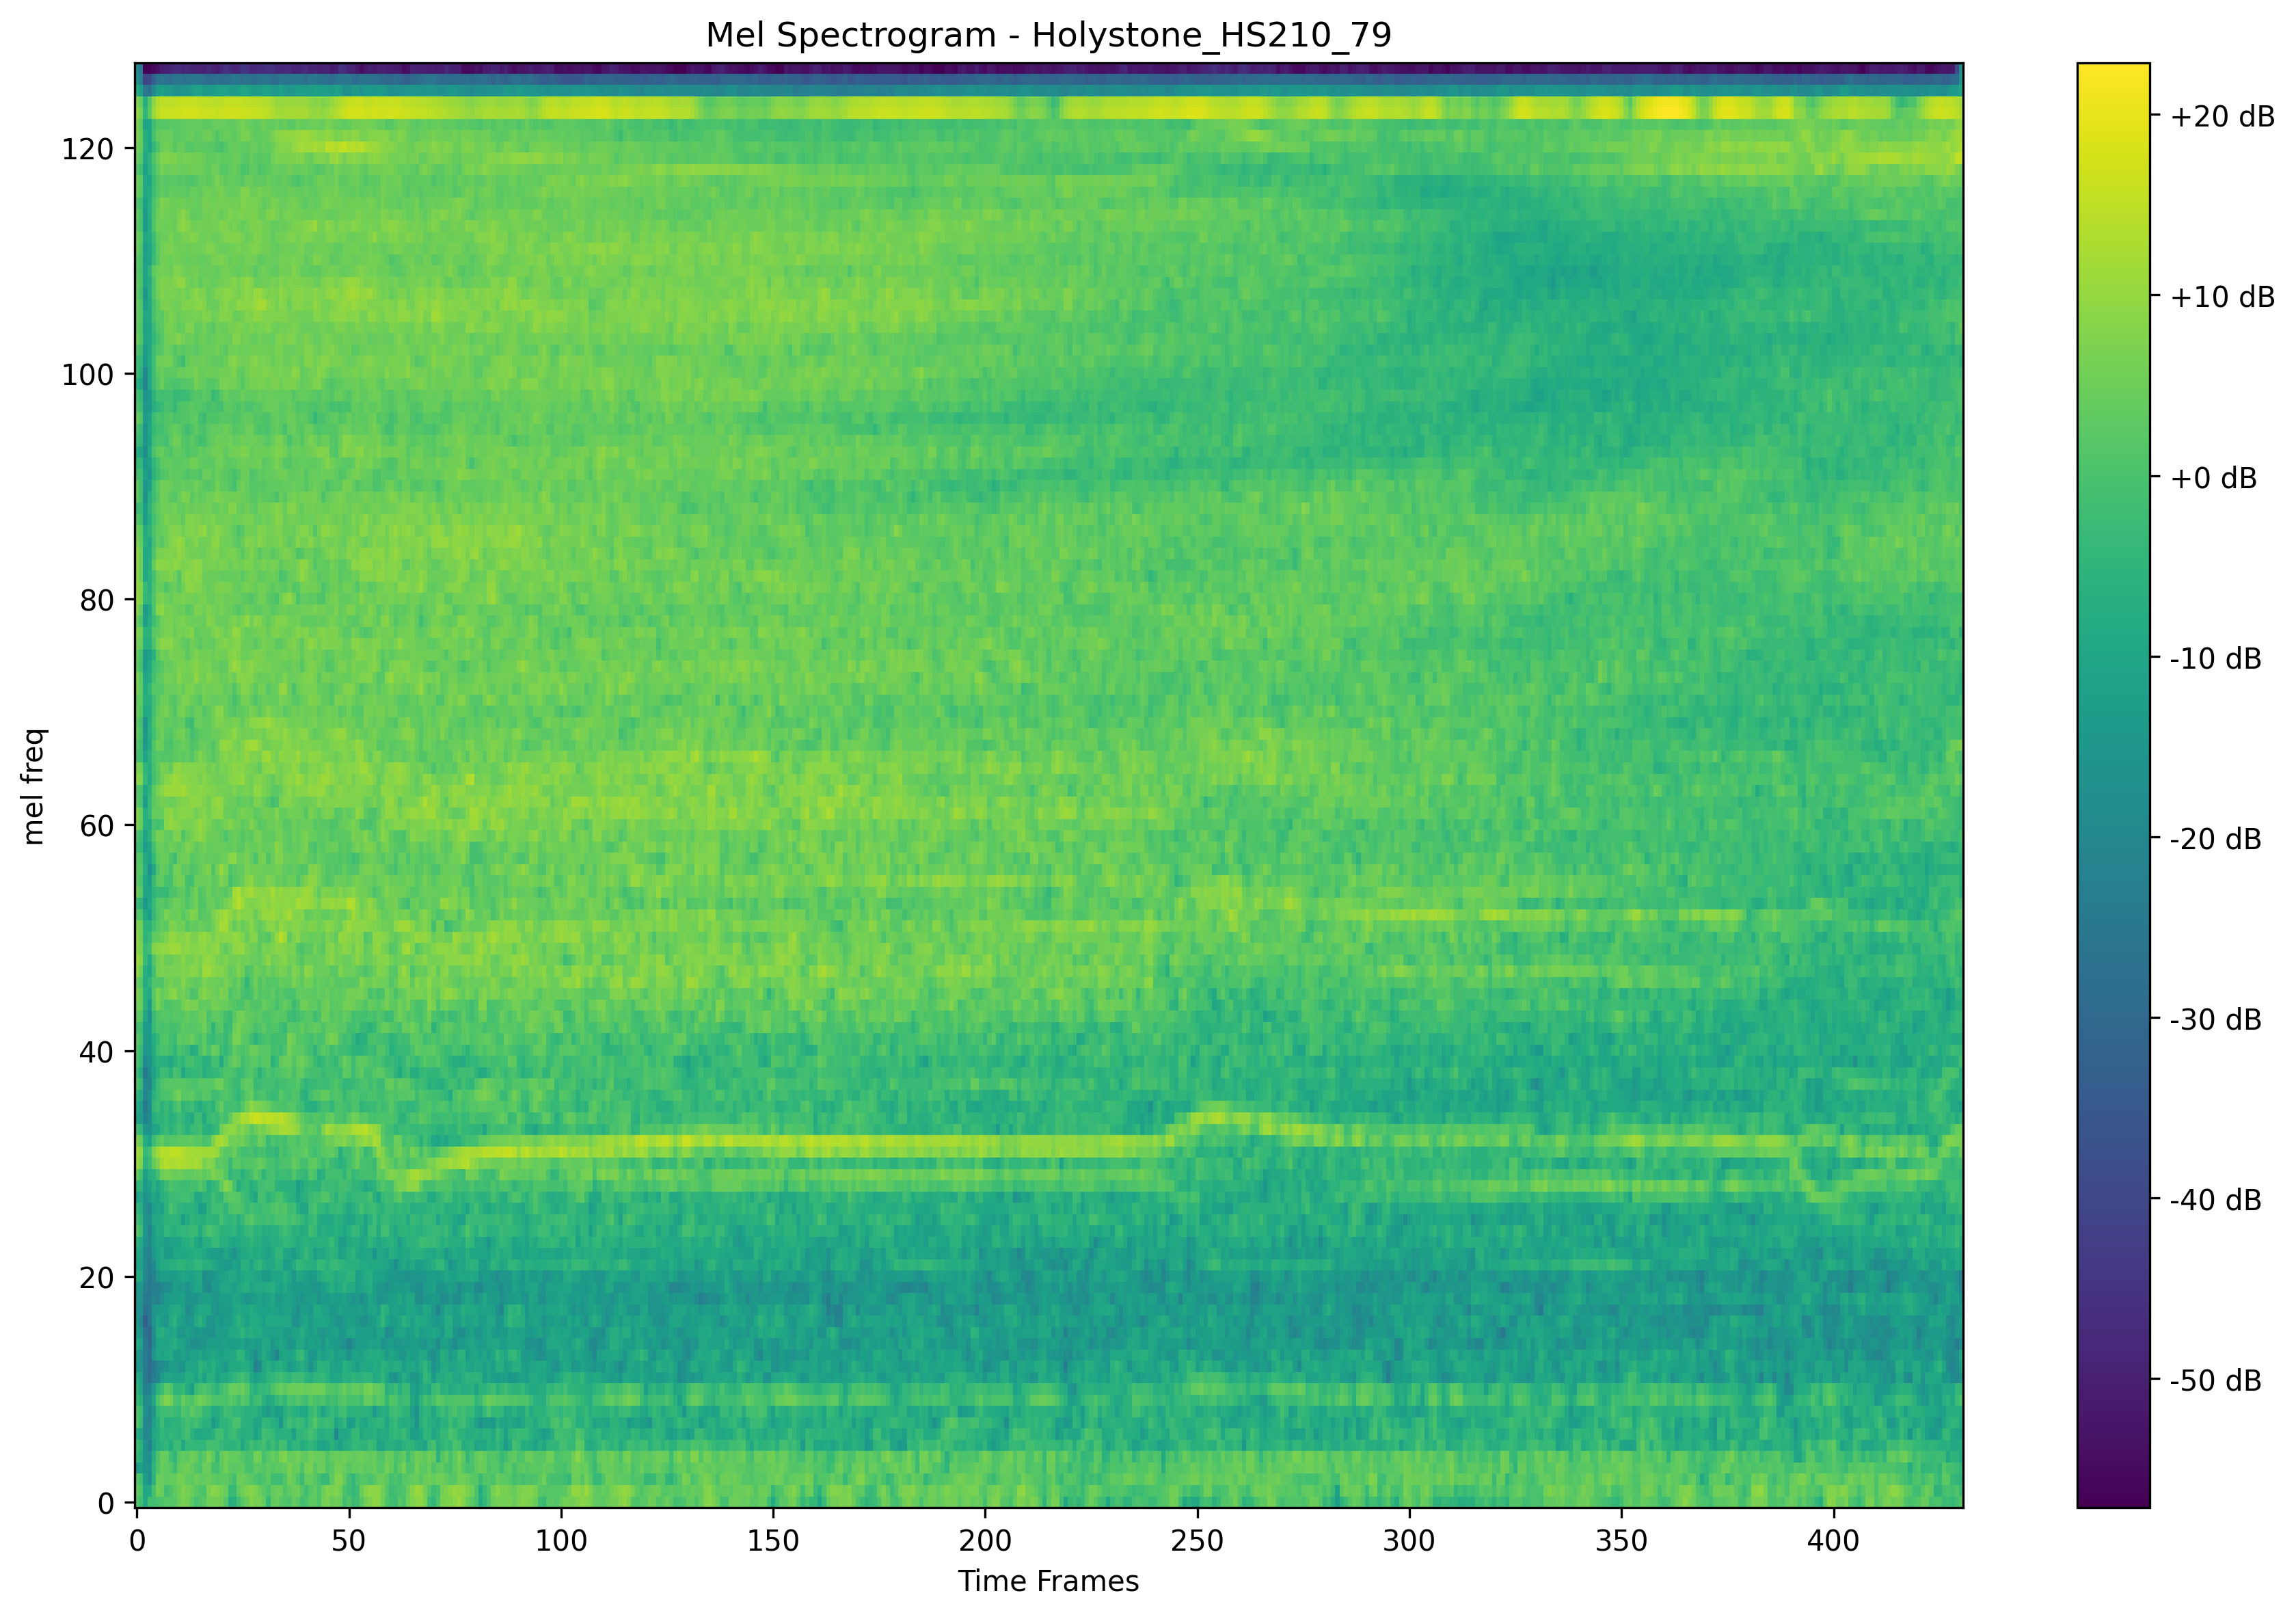 Mel Spectrogram - Holystone_HS210_79
mel freq
120
100
80
60
40
20
0
0 50 100 150 200 250 300 350 400
Time Frames
+20 dB
+10 dB
+0 dB
-10 dB
-20 dB
-30 dB
-40 dB
-50 dB